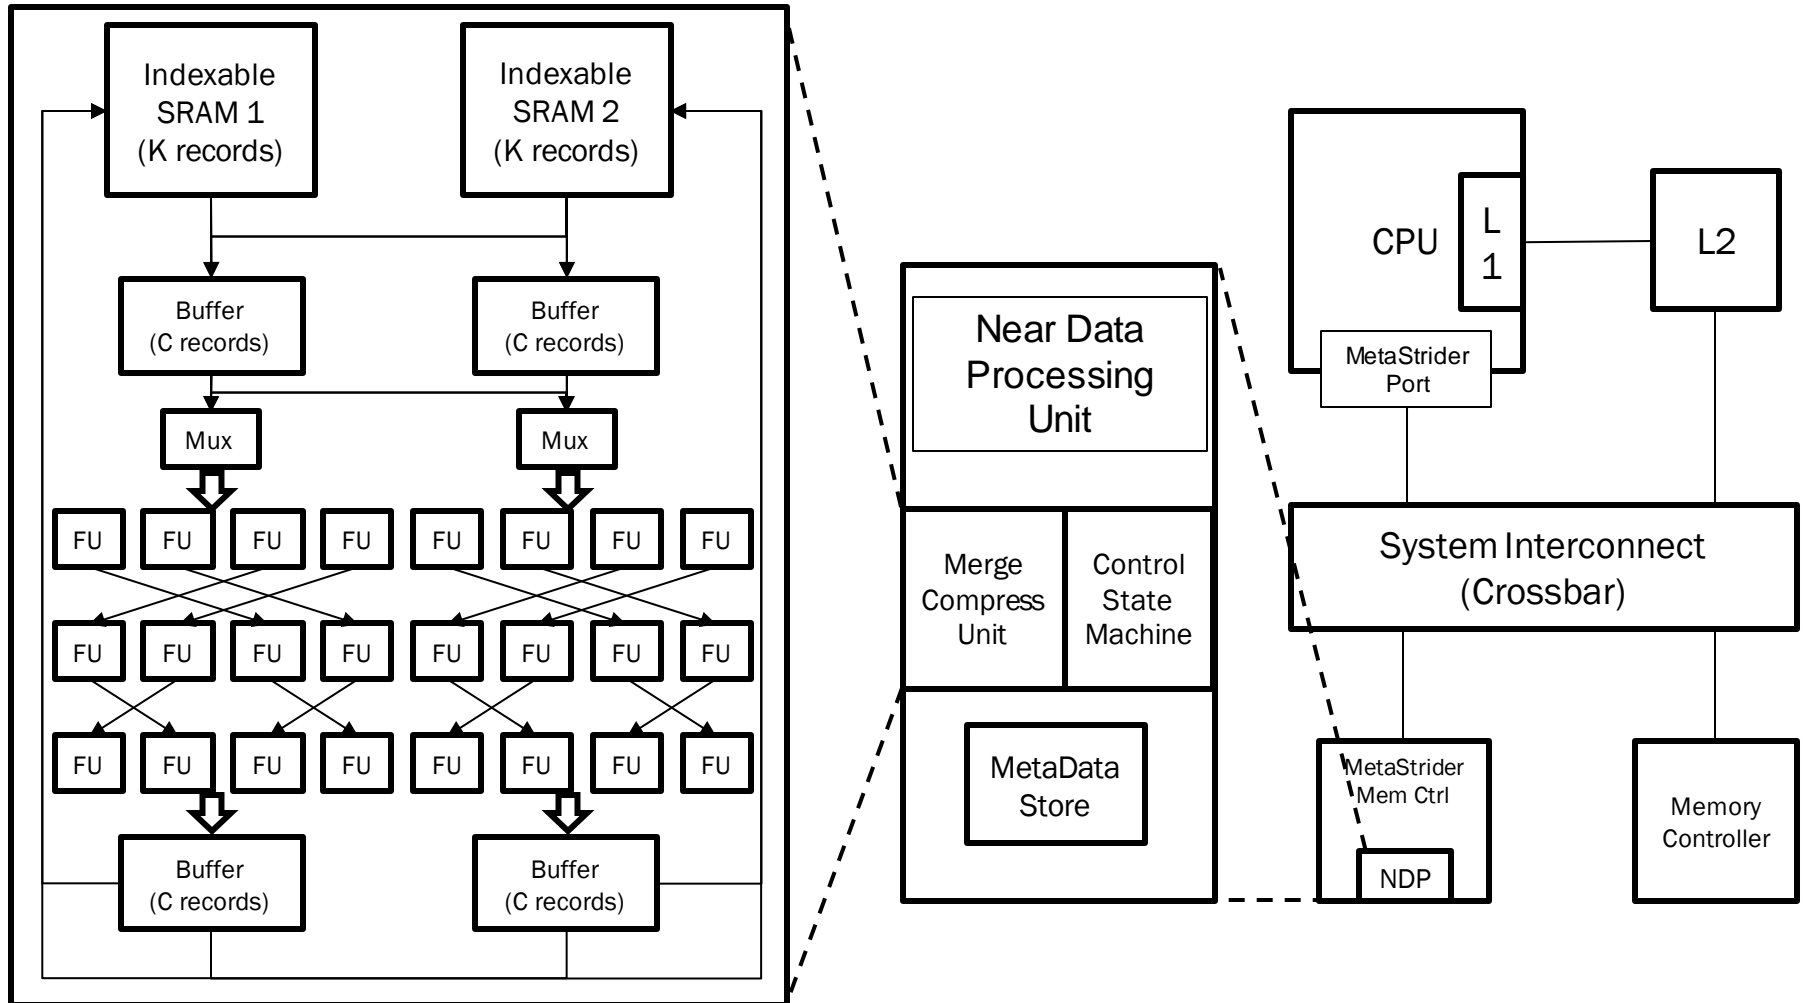 Indexable
SRAM 1
(K records)
Indexable
SRAM 2
(K records)
Buffer
(C records)
Buffer
(C records)
Mux
Mux
FU FU FU FU FU FU FU FU
FU FU FU FU FU FU FU FU
FU FU FU FU FU FU FU FU
Buffer
(C records)
Buffer
(C records)
Near Data
Processing
Unit
Merge
Compress
Unit
Control
State
Machine
MetaData
Store
CPU
L
1
L2
MetaStrider
Port
System Interconnect
(Crossbar)
MetaStrider
Mem Ctrl
NDP
Memory
Controller